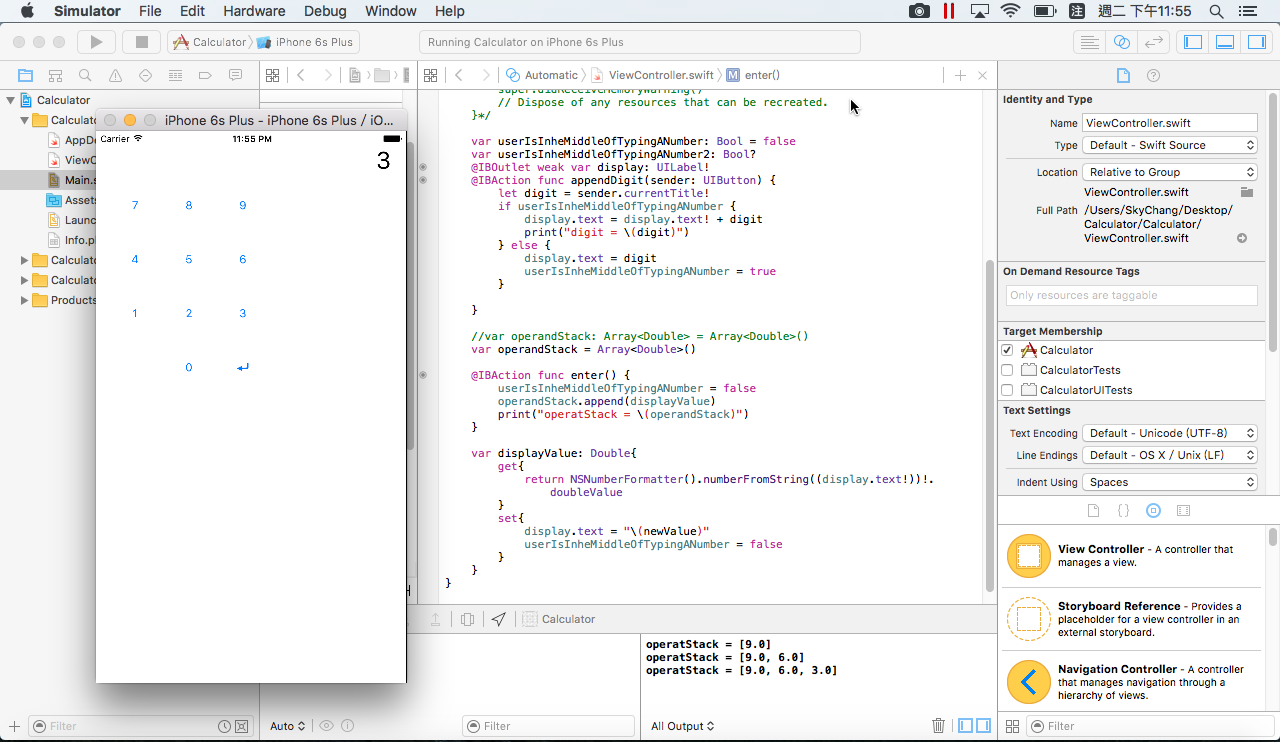 Simulator File Edit Hardware Debug Window Help 注 週二 下午11:55
Calculator iPhone 6s Plus Running Calculator on iPhone 6s Plus
Automatic ViewController.swift M enter()
Calculator
Calculato
AppDe
ViewC
Main.s
Assets
Launc
Info.pl
Calculato
Calculato
Products
iPhone 6s Plus - iPhone 6s Plus / iO...
Carrier 11:55 PM
3
7 8 9
4 5 6
1 2 3
0
super.didReceiveMemoryWarning()
// Dispose of any resources that can be recreated.
}*/
var userIsInheMiddleOfTypingANumber: Bool = false
var userIsInheMiddleOfTypingANumber2: Bool?
@IBOutlet weak var display: UILabel!
@IBAction func appendDigit(sender: UIButton) {
let digit = sender.currentTitle!
if userIsInheMiddleOfTypingANumber {
display.text = display.text! + digit
print("digit = \(digit)")
} else {
display.text = digit
userIsInheMiddleOfTypingANumber = true
}
}
//var operandStack: Array<Double> = Array<Double>()
var operandStack = Array<Double>()
@IBAction func enter() {
userIsInheMiddleOfTypingANumber = false
operandStack.append(displayValue)
print("operatStack = \(operandStack)")
}
var displayValue: Double{
get{
return NSNumberFormatter().numberFromString((display.text!))!.
doubleValue
}
set{
display.text = "\(newValue)"
userIsInheMiddleOfTypingANumber = false
}
}
}
Calculator
operatStack = [9.0]
operatStack = [9.0, 6.0]
operatStack = [9.0, 6.0, 3.0]
Filter
Auto
Filter
All Output
Identity and Type
Name ViewController.swift
Type Default - Swift Source
Location Relative to Group
ViewController.swift
Full Path /Users/SkyChang/Desktop/
Calculator/Calculator/
ViewController.swift
On Demand Resource Tags
Only resources are taggable
Target Membership
Calculator
CalculatorTests
CalculatorUITests
Text Settings
Text Encoding Default - Unicode (UTF-8)
Line Endings Default - OS X / Unix (LF)
Indent Using Spaces
{}
View Controller - A controller that
manages a view.
Storyboard Reference - Provides a
placeholder for a view controller in an
external storyboard.
Navigation Controller - A controller
that manages navigation through a
hierarchy of views.
Filter